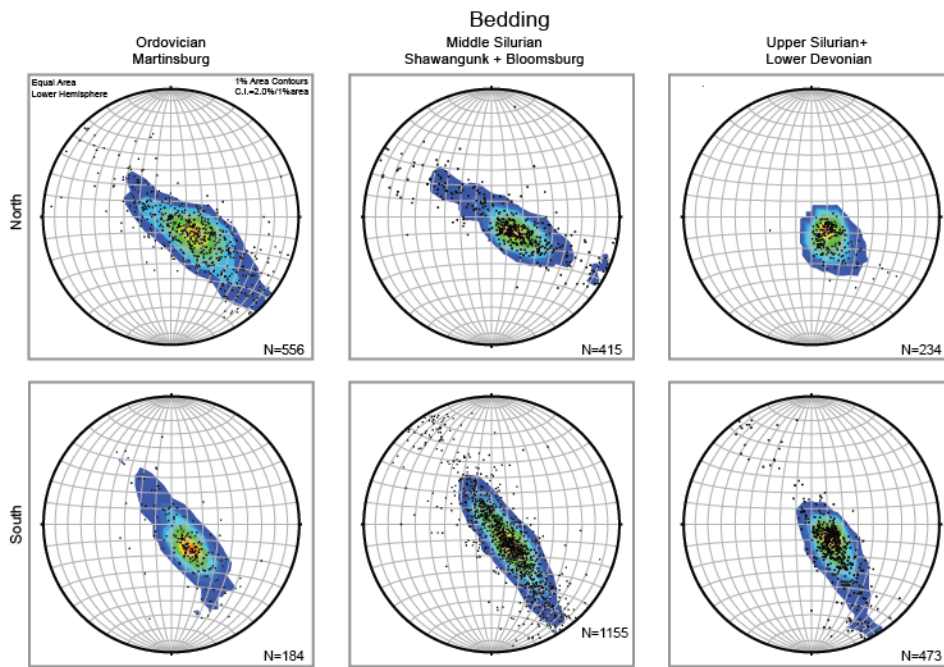 Bedding
Ordovician
Martinsburg
Middle Silurian
Shawangunk + Bloomsburg
Upper Silurian+
Lower Devonian
Equal Area
Lower Hemisphere
1% Area Contours
C.I.=2.0%/1%area
North
N=556
N=415
N=234
South
N=184
N=1155
N=473